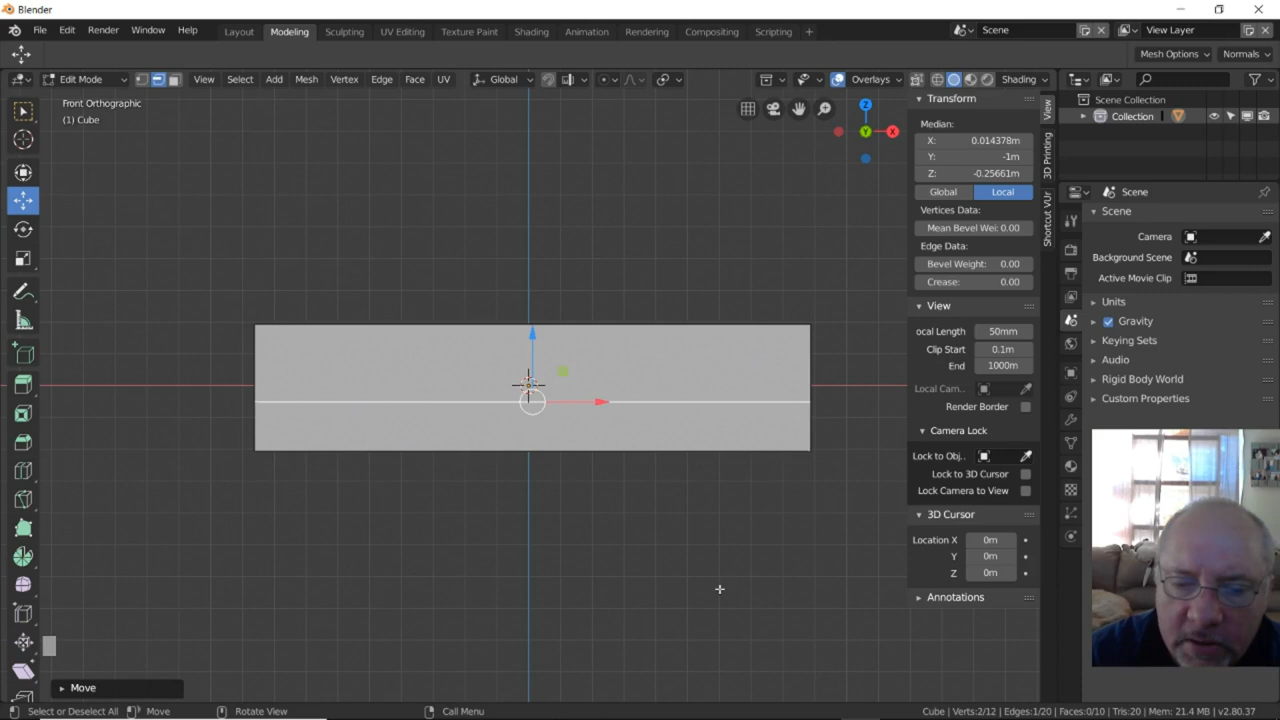 Blender
File Edit Render Window Help Layout Modeling Sculpting UV Editing Texture Paint Shading Animation Rendering Compositing Scripting + Scene View Layer
Mesh Options Normals
Edit Mode View Select Add Mesh Vertex Edge Face UV Global Overlays Shading
Front Orthographic
(1) Cube
Z
Y
X
Transform
Median:
X: 0.014378m
Y: -1m
Z: -0.25661m
Global Local
Vertices Data:
Mean Bevel Wei: 0.00
Edge Data:
Bevel Weight: 0.00
Crease: 0.00
View
ocal Length 50mm
Clip Start 0.1m
End 1000m
Local Cam..
Render Border
Camera Lock
Lock to Obj..
Lock to 3D Cursor
Lock Camera to View
3D Cursor
Location X 0m
Y 0m
Z 0m
Annotations
View
3D Printing
Shortcut VUr
Scene Collection
Collection
Scene
Scene
Camera
Background Scene
Active Movie Clip
Units
Gravity
Keying Sets
Audio
Rigid Body World
Custom Properties
Move
Select or Deselect All Move Rotate View Call Menu Cube | Verts:2/12 | Edges:1/20 | Faces:0/10 | Tris:20 | Mem: 21.4 MB | v2.80.37